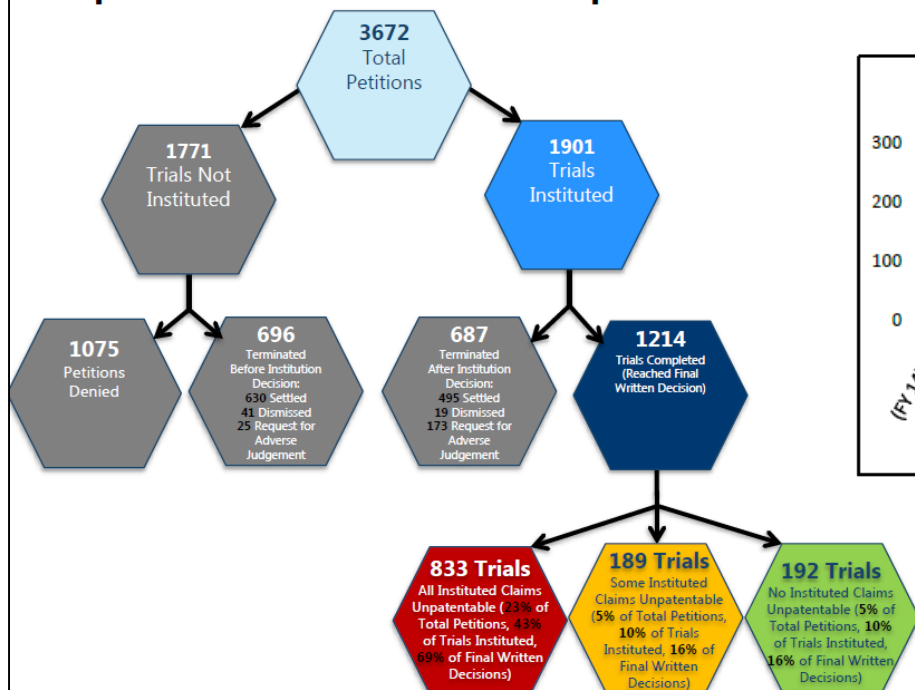 3672
Total
Petitions
1771
Trials Not
Instituted
1901
Trials
Instituted
1075
Petitions
Denied
696
Terminated
Before Institution
Decision:
630 Settled
41 Dismissed
25 Request for
Adverse
Judgement
687
Terminated
After Institution
Decision:
495 Settled
19 Dismissed
173 Request for
Adverse
Judgement
1214
Trials Completed
(Reached Final
Written Decision)
833 Trials
All Instituted Claims
Unpatentable (23% of
Total Petitions, 43%
of Trials Instituted,
69% of Final Written
Decisions)
189 Trials
Some Instituted
Claims Unpatentable
(5% of Total Petitions,
10% of Trials
Instituted, 16% of
Final Written
Decisions)
192 Trials
No Instituted Claims
Unpatentable (5% of
Total Petitions, 10%
of Trials Instituted,
16% of Final Written
Decisions)
300
200
100
0
(FY